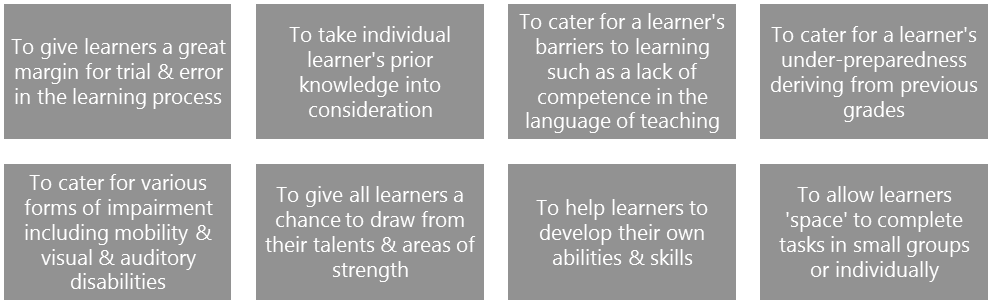 To give learners a great
margin for trial & error
in the learning process
To take individual
learner's prior
knowledge into
consideration
To cater for a learner's
barriers to learning
such as a lack of
competence in the
language of teaching
To cater for a learner's
under-preparedness
deriving from previous
grades
To cater for various
forms of impairment
including mobility &
visual & auditory
disabilities
To give all learners a
chance to draw from
their talents & areas of
strength
To help learners to
develop their own
abilities & skills
To allow learners
'space' to complete
tasks in small groups
or individually